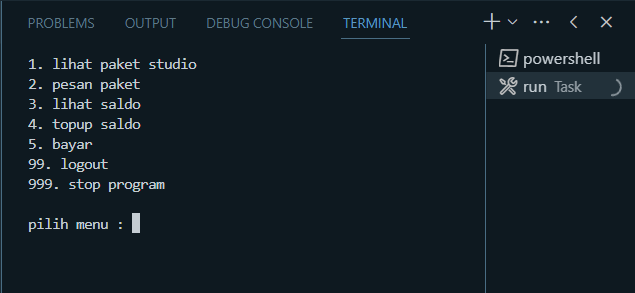 PROBLEMS OUTPUT DEBUG CONSOLE TERMINAL
1. lihat paket studio
2. pesan paket
3. lihat saldo
4. topup saldo
5. bayar
99. logout
999. stop program
pilih menu :
powershell
run Task